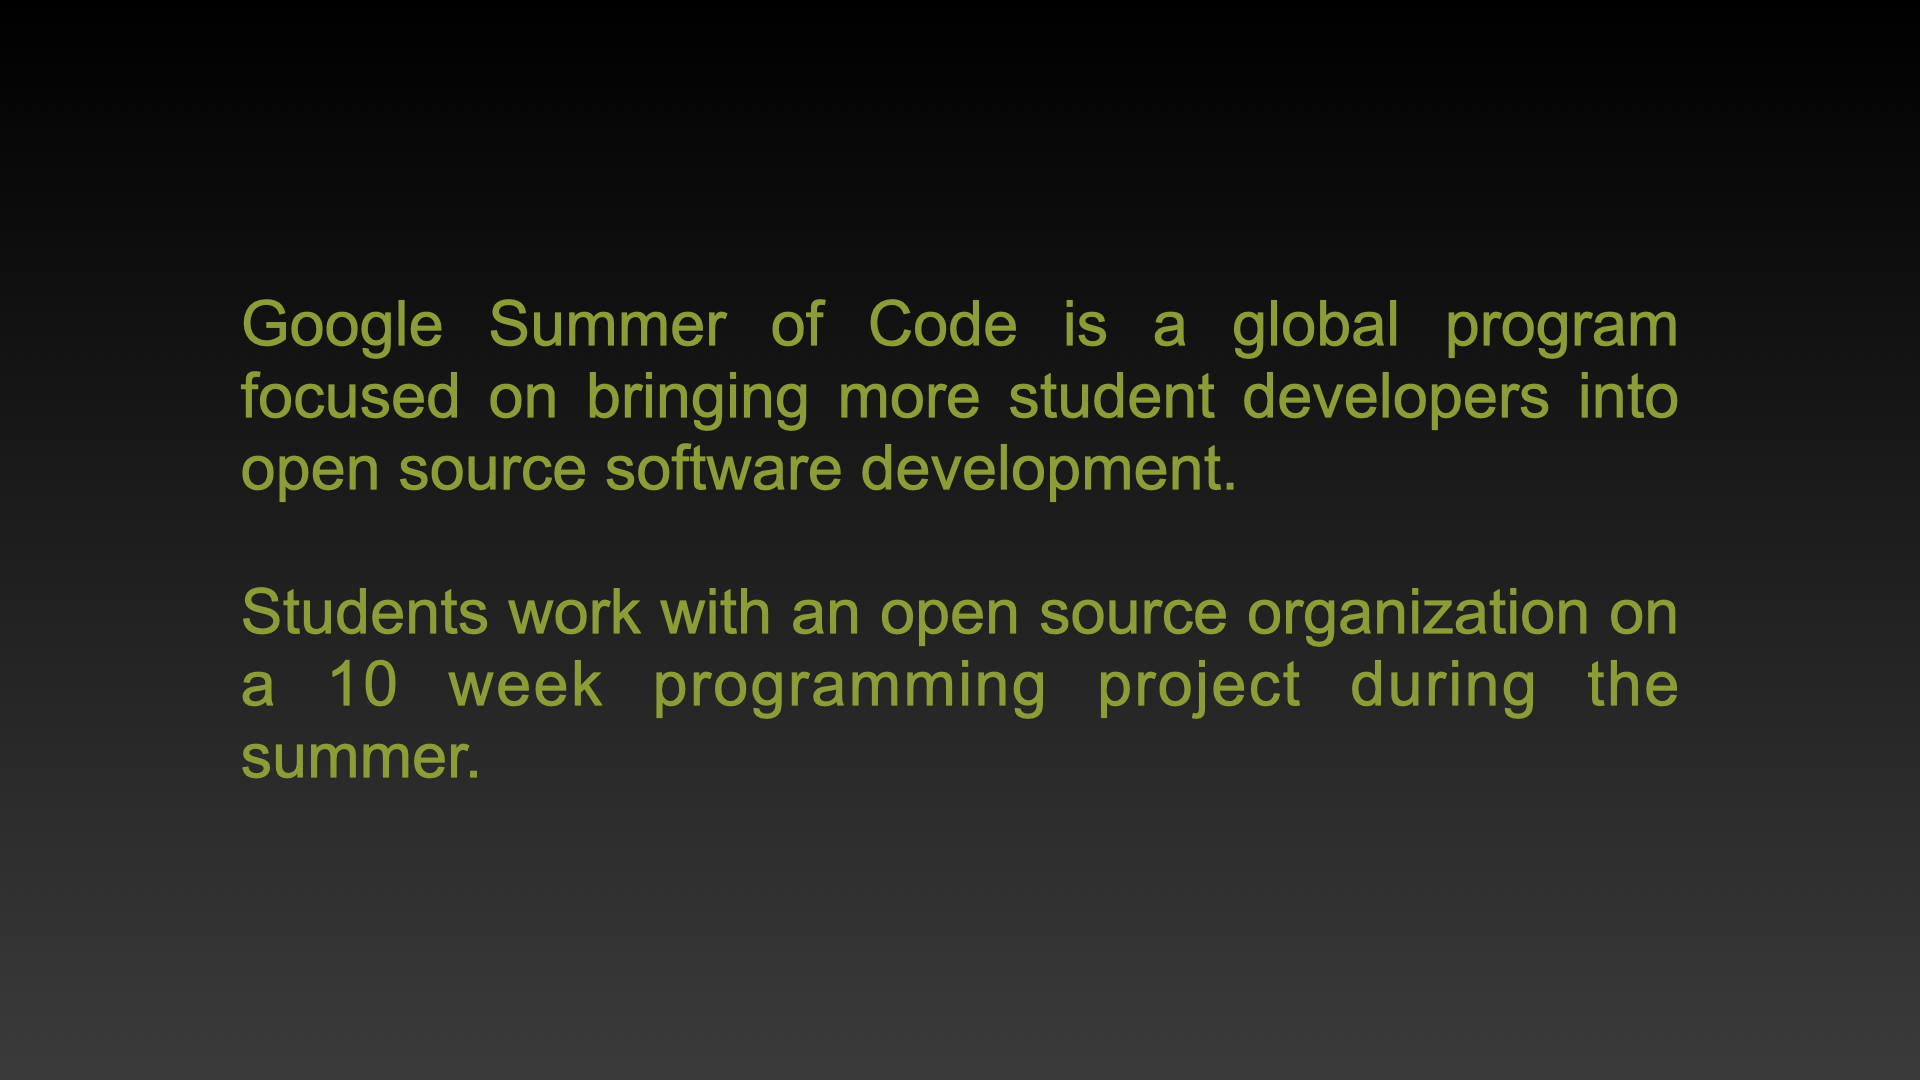 Google Summer of Code is a global program
focused on bringing more student developers into
open source software development.
Students work with an open source organization on
a 10 week programming project during the
summer.